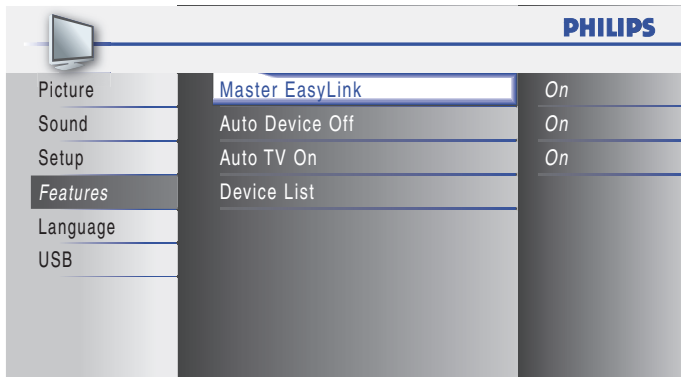 PHILIPS
Picture
Sound
Setup
Features
Language
USB
Master EasyLink
Auto Device Off
Auto TV On
Device List
On
On
On